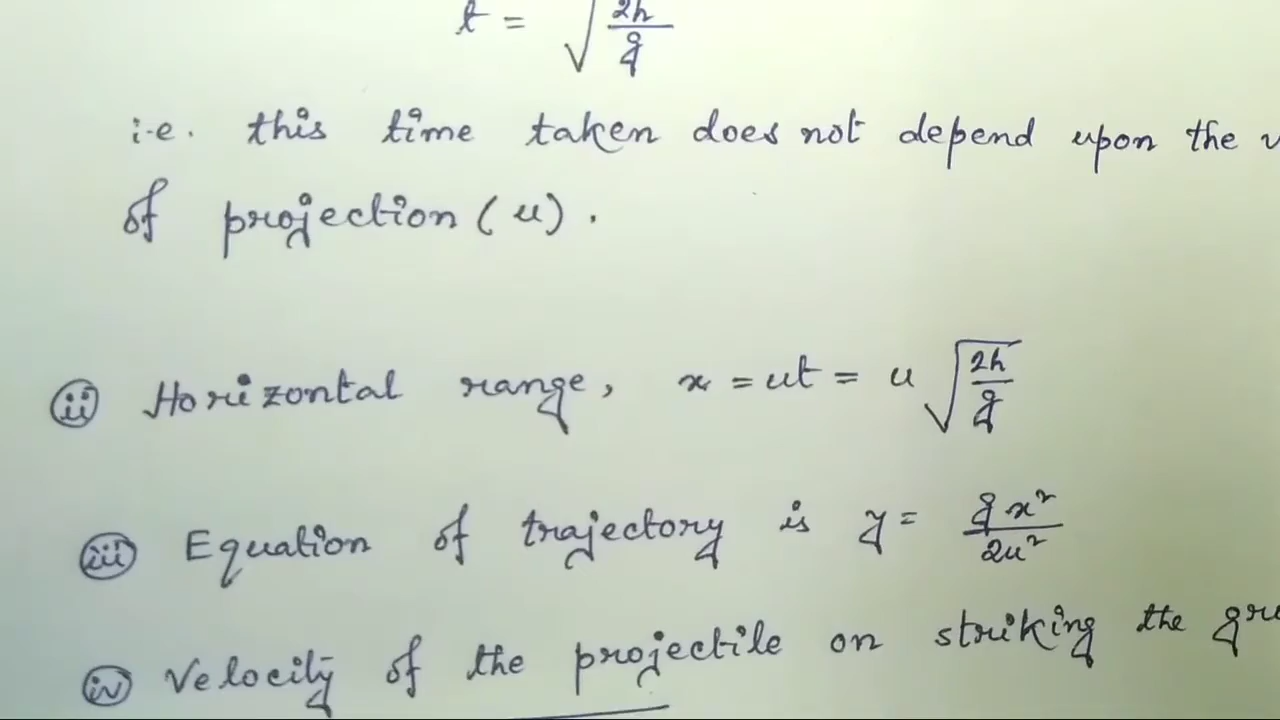 t = √(2h/g)
i.e. this time taken does not depend upon the
of projection (u).
(ii) Horizontal range, x = ut = u √(2h/g)
(iii) Equation of trajectory is y = gx²/2u²
(iv) Velocity of the projectile on striking the